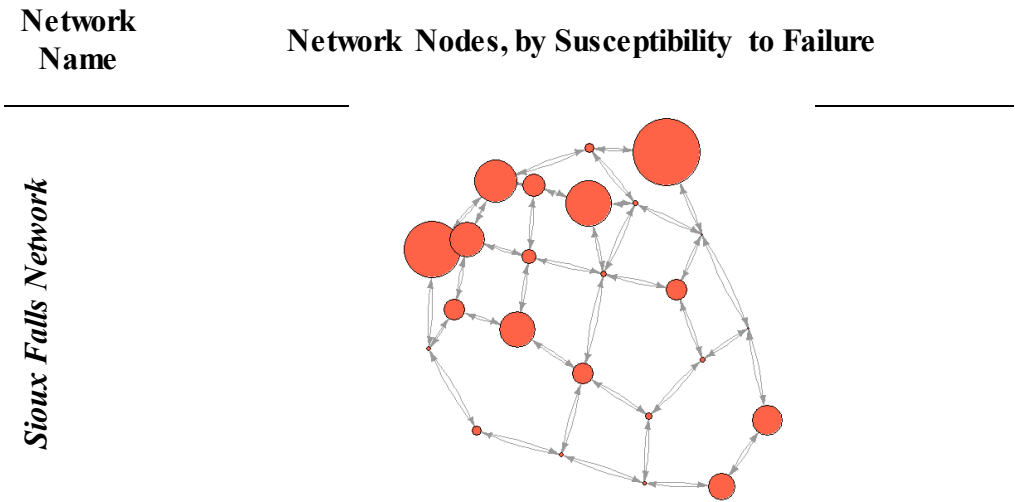 Network
Name
Network Nodes, by Susceptibility to Failure
Sioux Falls Network